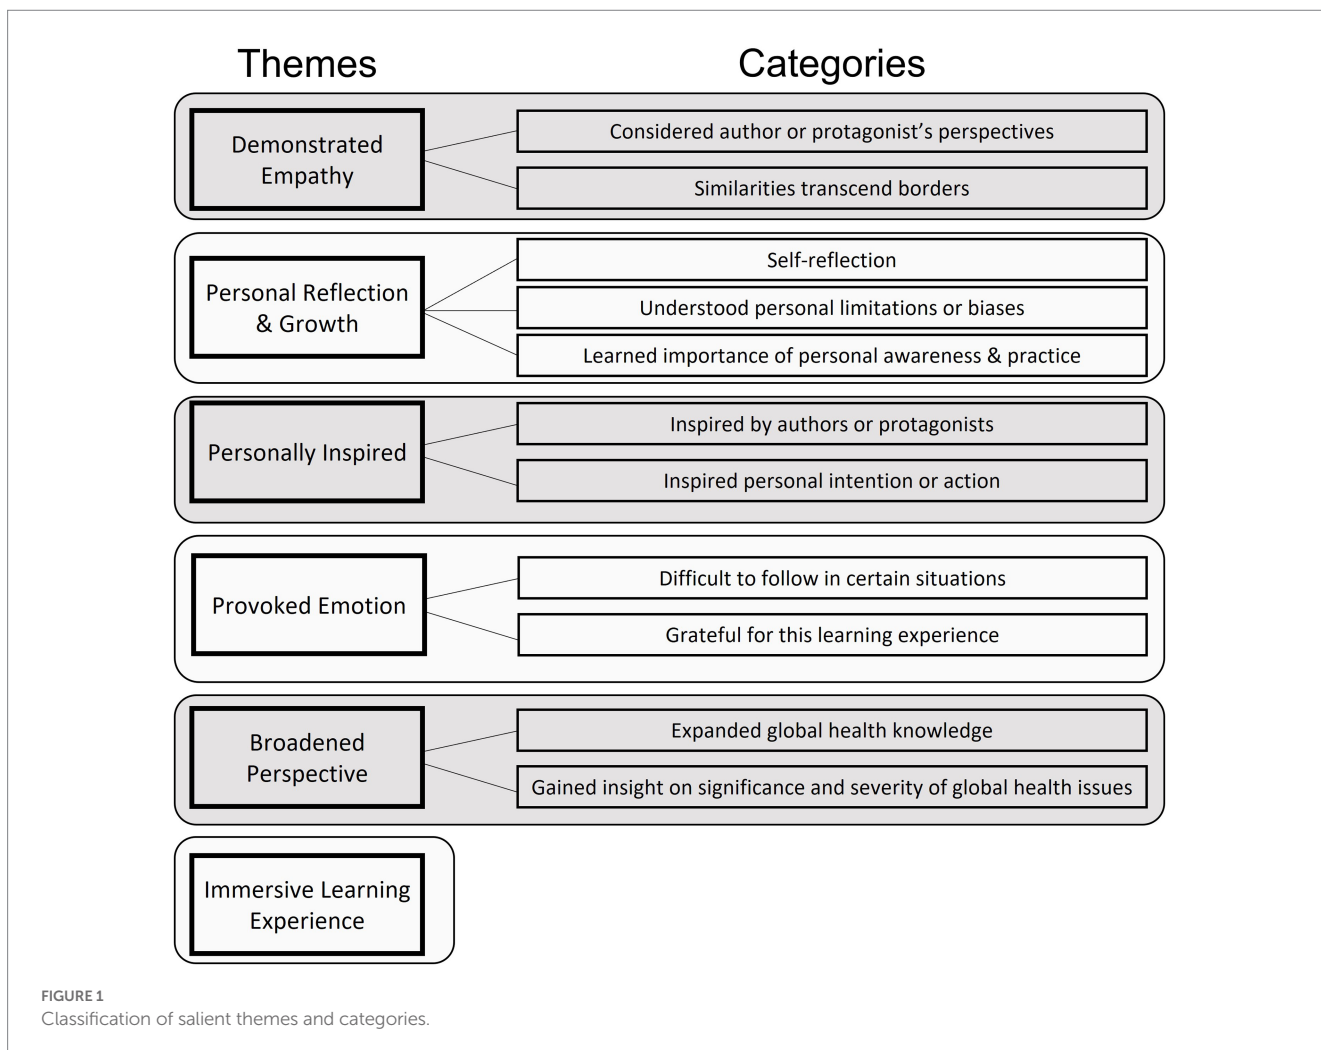 Themes
Categories
Demonstrated
Empathy
Considered author or protagonist’s perspectives
Similarities transcend borders
Personal Reflection
& Growth
Self-reflection
Understood personal limitations or biases
Learned importance of personal awareness & practice
Personally Inspired
Inspired by authors or protagonists
Inspired personal intention or action
Provoked Emotion
Difficult to follow in certain situations
Grateful for this learning experience
Broadened
Perspective
Expanded global health knowledge
Gained insight on significance and severity of global health issues
Immersive Learning
Experience
FIGURE 1
Classification of salient themes and categories.